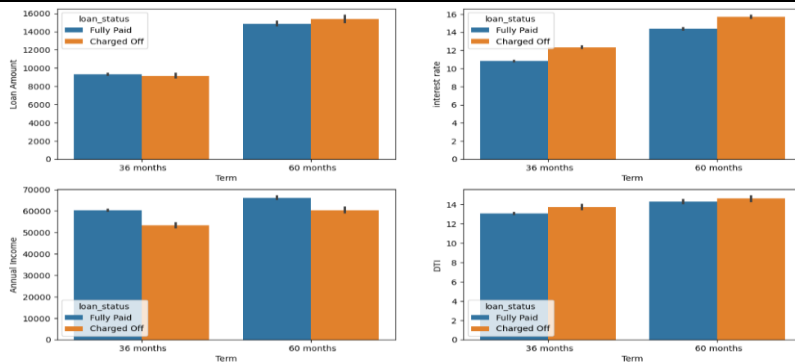 loan_status
Fully Paid
Charged Off
Loan Amount
16000
14000
12000
10000
8000
6000
4000
2000
0
36 months
60 months
Term
loan_status
Fully Paid
Charged Off
interest rate
16
14
12
10
8
6
4
2
0
36 months
60 months
Term
Annual Income
70000
60000
50000
40000
30000
20000
10000
0
loan_status
Fully Paid
Charged Off
36 months
60 months
Term
DTI
14
12
10
8
6
4
2
0
loan_status
Fully Paid
Charged Off
36 months
60 months
Term